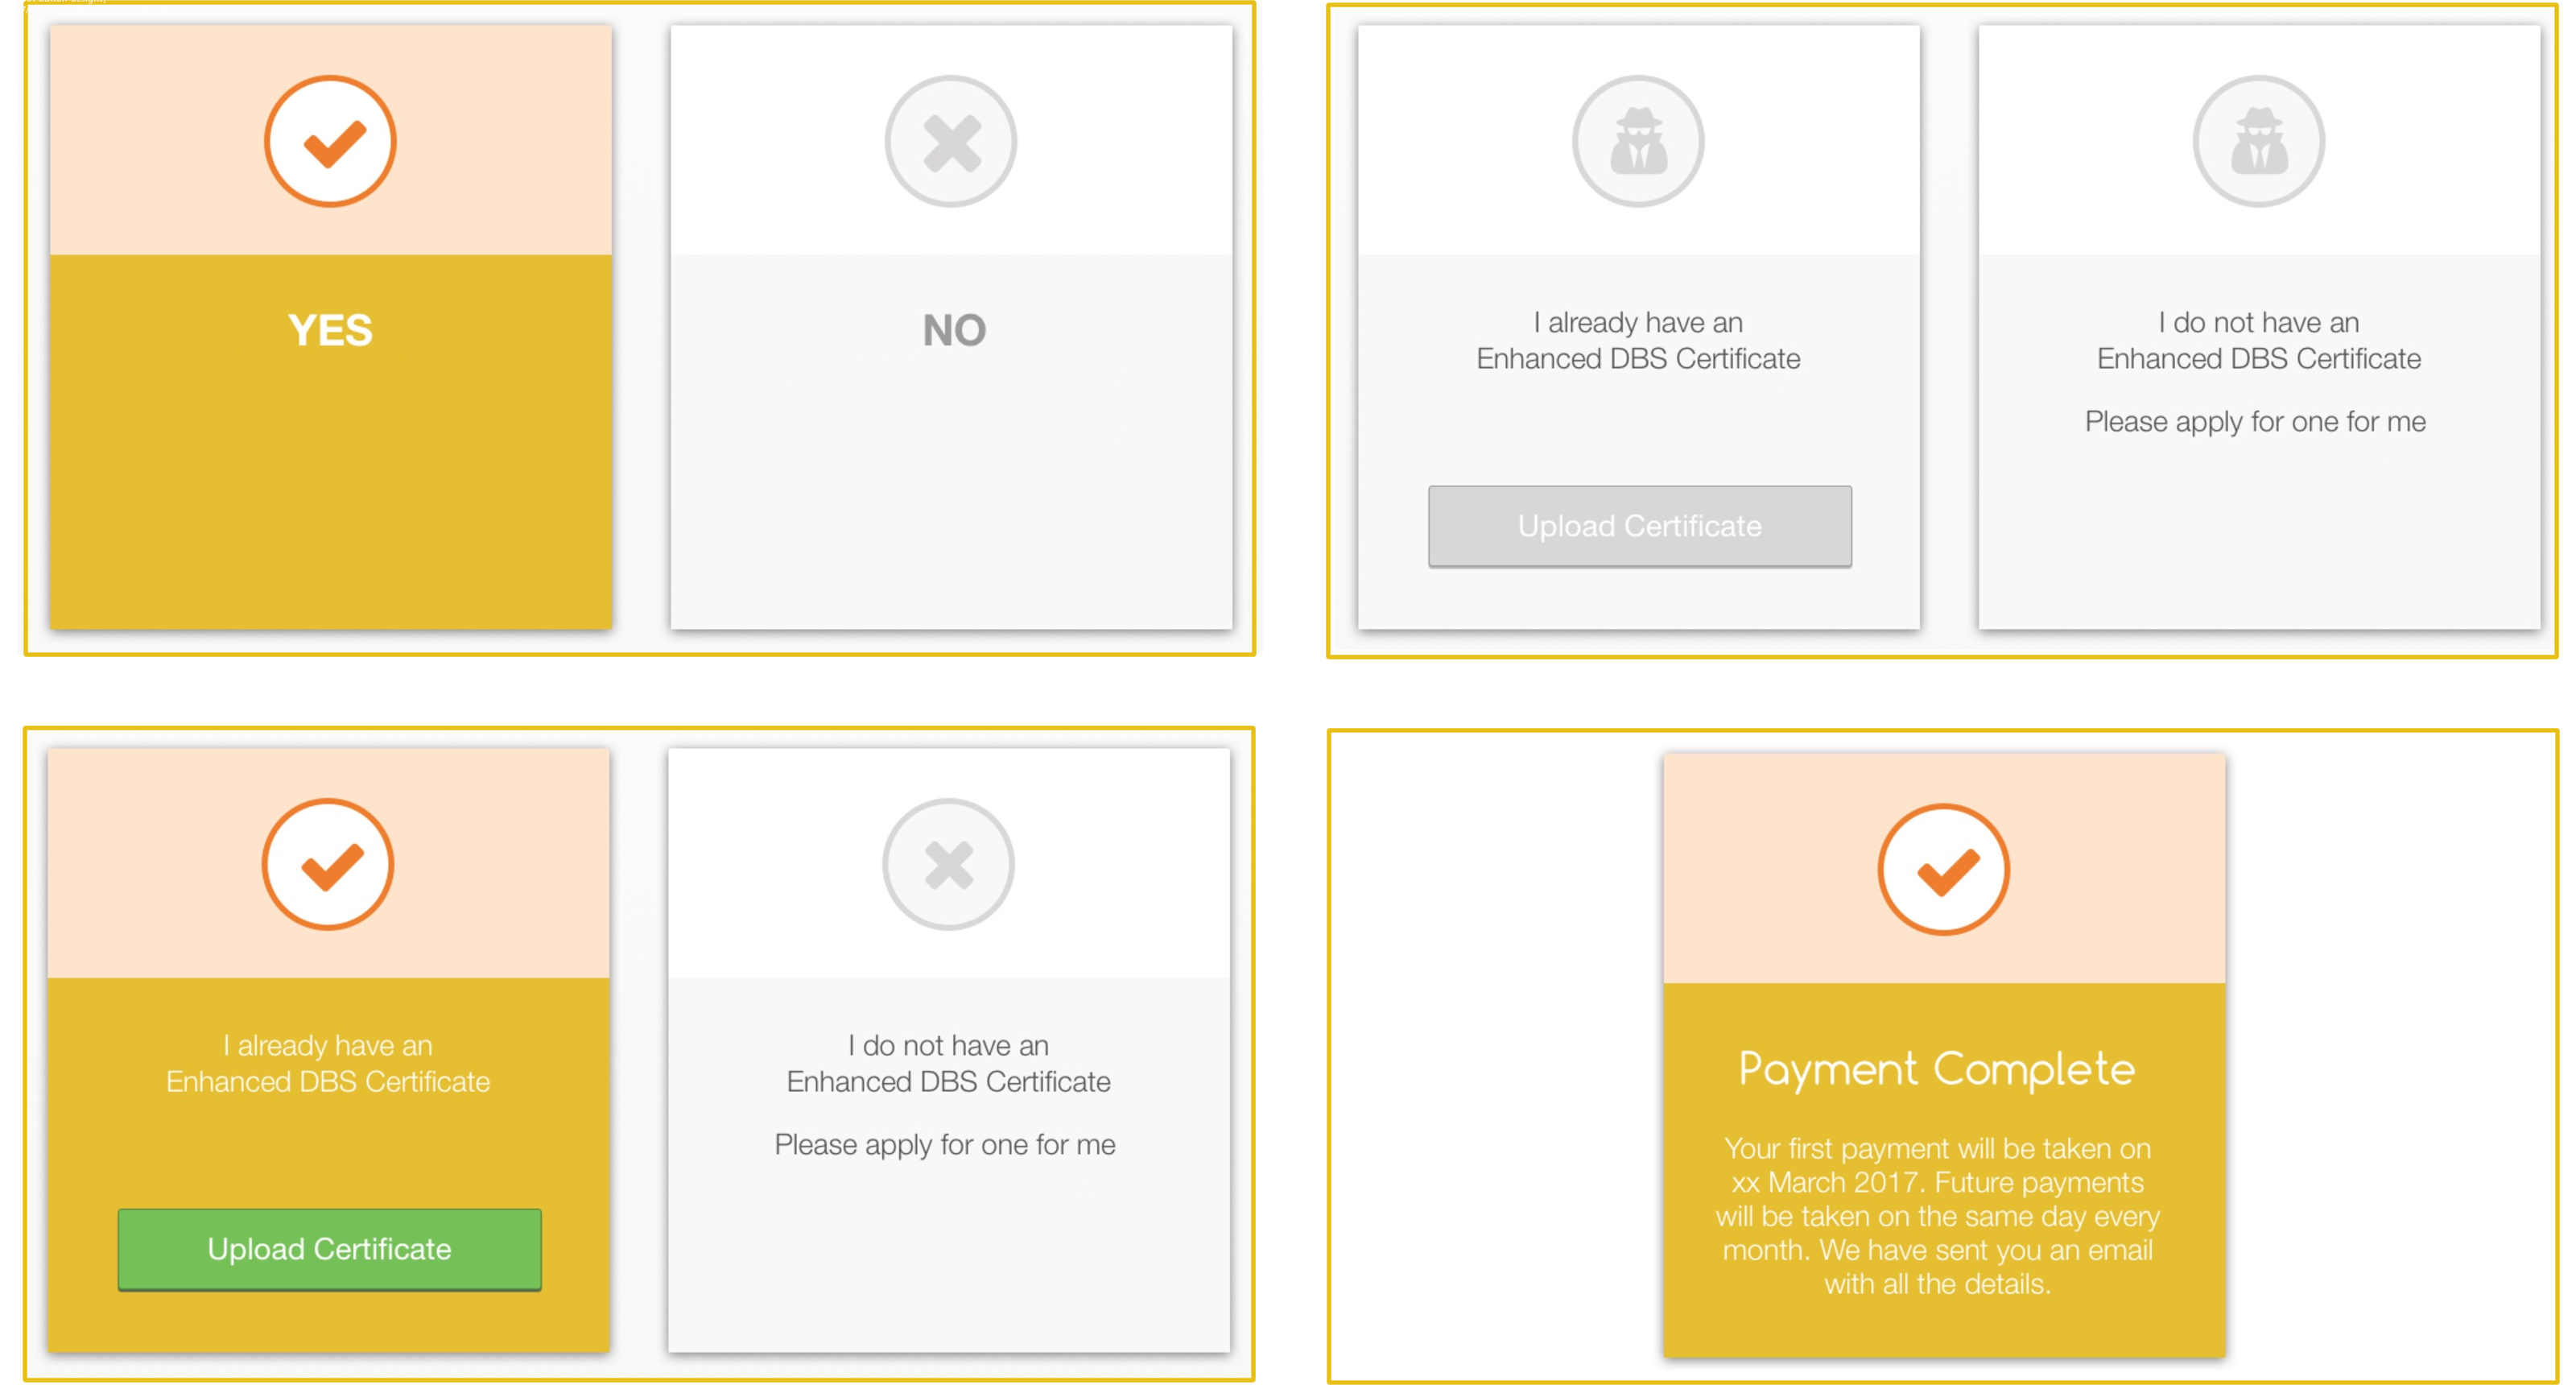 YES
NO
I already have an
Enhanced DBS Certificate
Upload Certificate
I do not have an
Enhanced DBS Certificate
Please apply for one for me
I already have an
Enhanced DBS Certificate
Upload Certificate
I do not have an
Enhanced DBS Certificate
Please apply for one for me
Payment Complete
Your first payment will be taken on
xx March 2017. Future payments
will be taken on the same day every
month. We have sent you an email
with all the details.